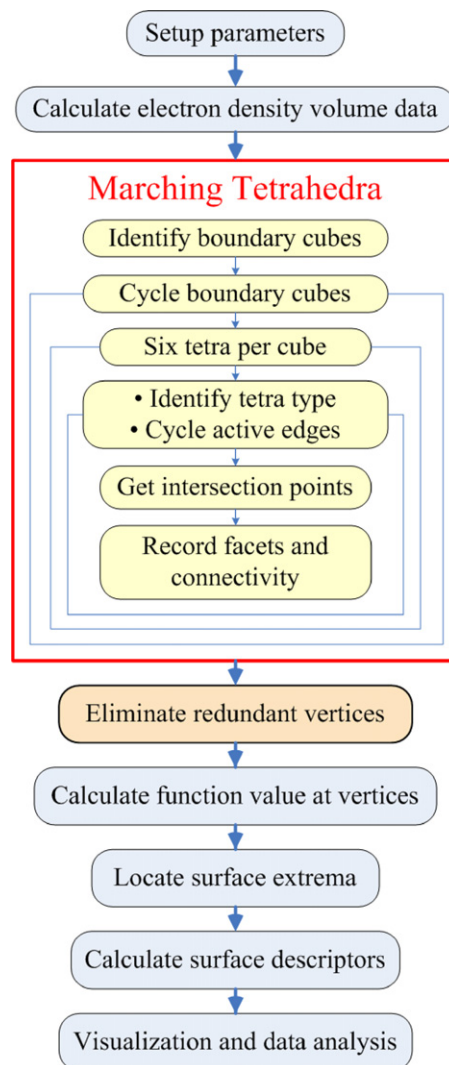 Setup parameters
Calculate electron density volume data
Marching Tetrahedra
Identify boundary cubes
Cycle boundary cubes
Six tetra per cube
• Identify tetra type
• Cycle active edges
Get intersection points
Record facets and
connectivity
Eliminate redundant vertices
Calculate function value at vertices
Locate surface extrema
Calculate surface descriptors
Visualization and data analysis